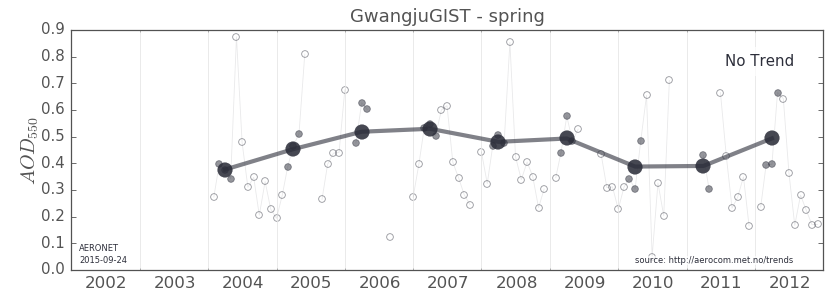 GwangjuGIST - spring
0.9
0.8
0.7
0.6
0.5
0.4
0.3
0.2
0.1
0.0
AOD550
No Trend
AERONET
2015-09-24
source: http://aerocom.met.no/trends
2002 2003 2004 2005 2006 2007 2008 2009 2010 2011 2012